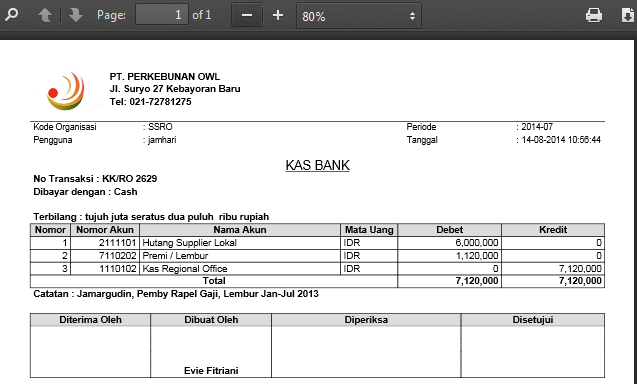 Page: 1 of 1 80%
PT. PERKEBUNAN OWL
Jl. Suryo 27 Kebayoran Baru
Tel: 021-72781275
Kode Organisasi : SSRO Periode : 2014-07
Pengguna : jamhari Tanggal : 14-08-2014 10:56:44
KAS BANK
No Transaksi : KK/RO 2629
Dibayar dengan : Cash
Terbilang : tujuh juta seratus dua puluh ribu rupiah
Nomor Nomor Akun Nama Akun Mata Uang Debet Kredit
1 2111101 Hutang Supplier Lokal IDR 6,000,000 0
2 7110202 Premi / Lembur IDR 1,120,000 0
3 1110102 Kas Regional Office IDR 0 7,120,000
Total 7,120,000 7,120,000
Catatan : Jamargudin, Pemby Rapel Gaji, Lembur Jan-Jul 2013
Diterima Oleh Dibuat Oleh Diperiksa Disetujui
Evie Fitriani